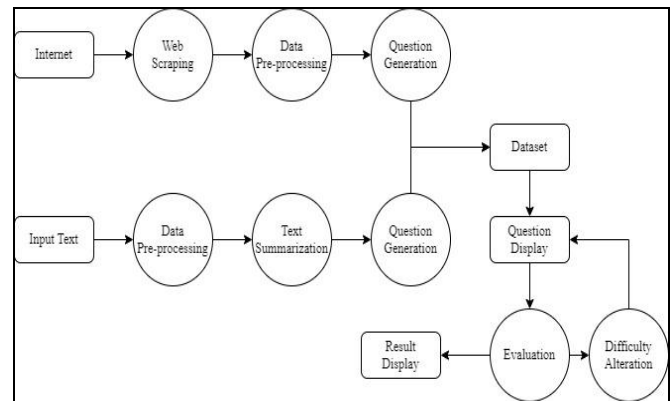 Internet
Web
Scraping
Data
Pre-processing
Question
Generation
Dataset
Input Text
Data
Pre-processing
Text
Summarization
Question
Generation
Question
Display
Result
Display
Evaluation
Difficulty
Alteration